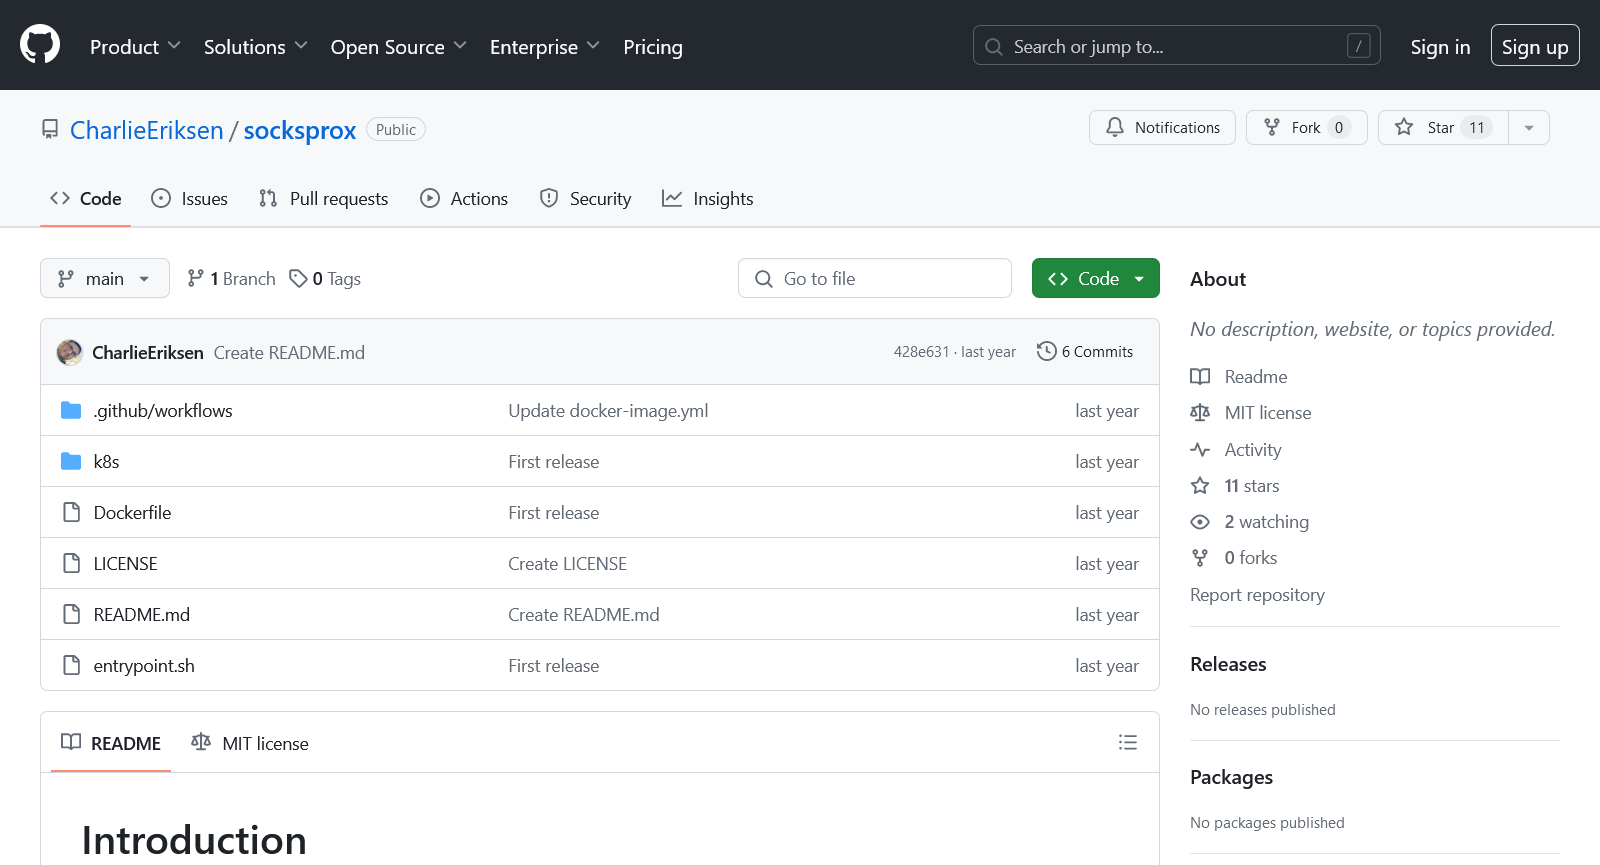 Product Solutions Open Source Enterprise Pricing Search or jump to... / Sign in Sign up
CharlieEriksen / socksprox Public Notifications Fork 0 Star 11
Code Issues Pull requests Actions Security Insights
main 1 Branch 0 Tags Go to file Code
CharlieEriksen Create README.md 428e631 · last year 6 Commits
.github/workflows Update docker-image.yml last year
k8s First release last year
Dockerfile First release last year
LICENSE Create LICENSE last year
README.md Create README.md last year
entrypoint.sh First release last year
README MIT license
Introduction
About
No description, website, or topics provided.
Readme
MIT license
Activity
11 stars
2 watching
0 forks
Report repository
Releases
No releases published
Packages
No packages published